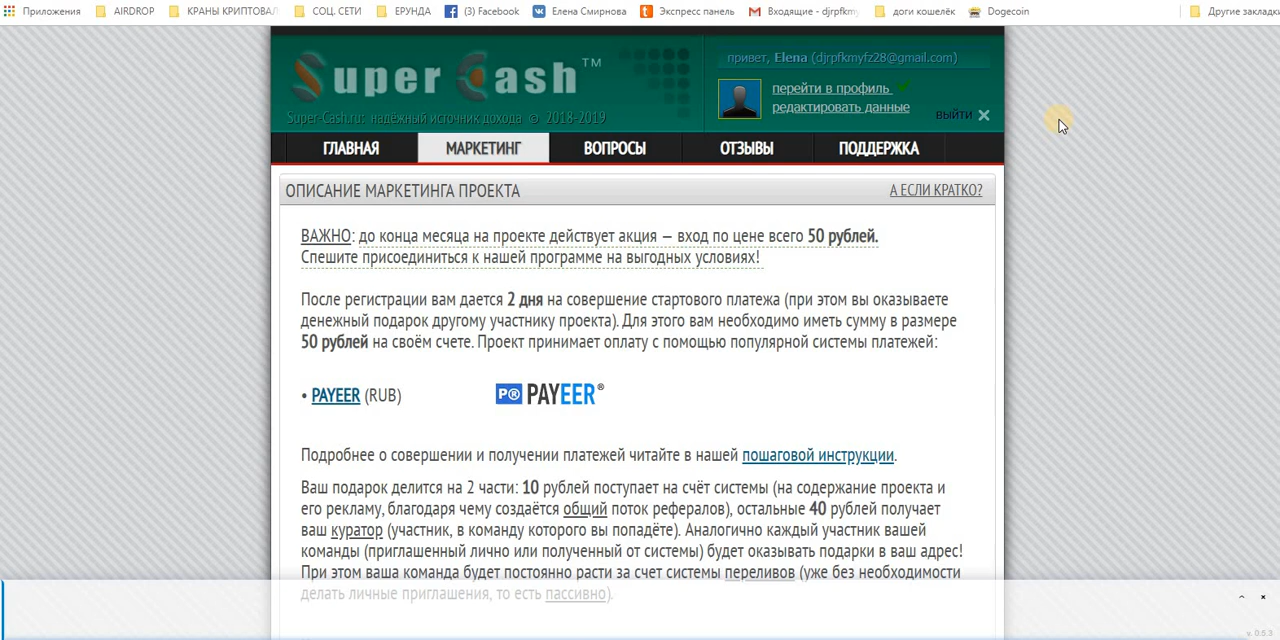 Приложения AIRDROP КРАНЫ КРИПТОВАЛ СОЦ. СЕТИ ЕРУНДА (3) Facebook Елена Смирнова Экспресс панель Входящие - djrpfkmy доги кошелёк Dogecoin Другие закладки
Super Cash™
Super-Cash.ru: надёжный источник дохода © 2018-2019
привет, Elena (djrpfkmyfz28@gmail.com)
перейти в профиль
редактировать данные
выйти
ГЛАВНАЯ МАРКЕТИНГ ВОПРОСЫ ОТЗЫВЫ ПОДДЕРЖКА
ОПИСАНИЕ МАРКЕТИНГА ПРОЕКТА А ЕСЛИ КРАТКО?
ВАЖНО: до конца месяца на проекте действует акция — вход по цене всего 50 рублей.
Спешите присоединиться к нашей программе на выгодных условиях!
После регистрации вам дается 2 дня на совершение стартового платежа (при этом вы оказываете
денежный подарок другому участнику проекта). Для этого вам необходимо иметь сумму в размере
50 рублей на своём счете. Проект принимает оплату с помощью популярной системы платежей:
• PAYEER (RUB) P® PAYEER®
Подробнее о совершении и получении платежей читайте в нашей пошаговой инструкции.
Ваш подарок делится на 2 части: 10 рублей поступает на счёт системы (на содержание проекта и
его рекламу, благодаря чему создаётся общий поток рефералов), остальные 40 рублей получает
ваш куратор (участник, в команду которого вы попадёте). Аналогично каждый участник вашей
команды (приглашенный лично или полученный от системы) будет оказывать подарки в ваш адрес!
При этом ваша команда будет постоянно расти за счет системы переливов (уже без необходимости
делать личные приглашения, то есть пассивно).
v. 0.5.3